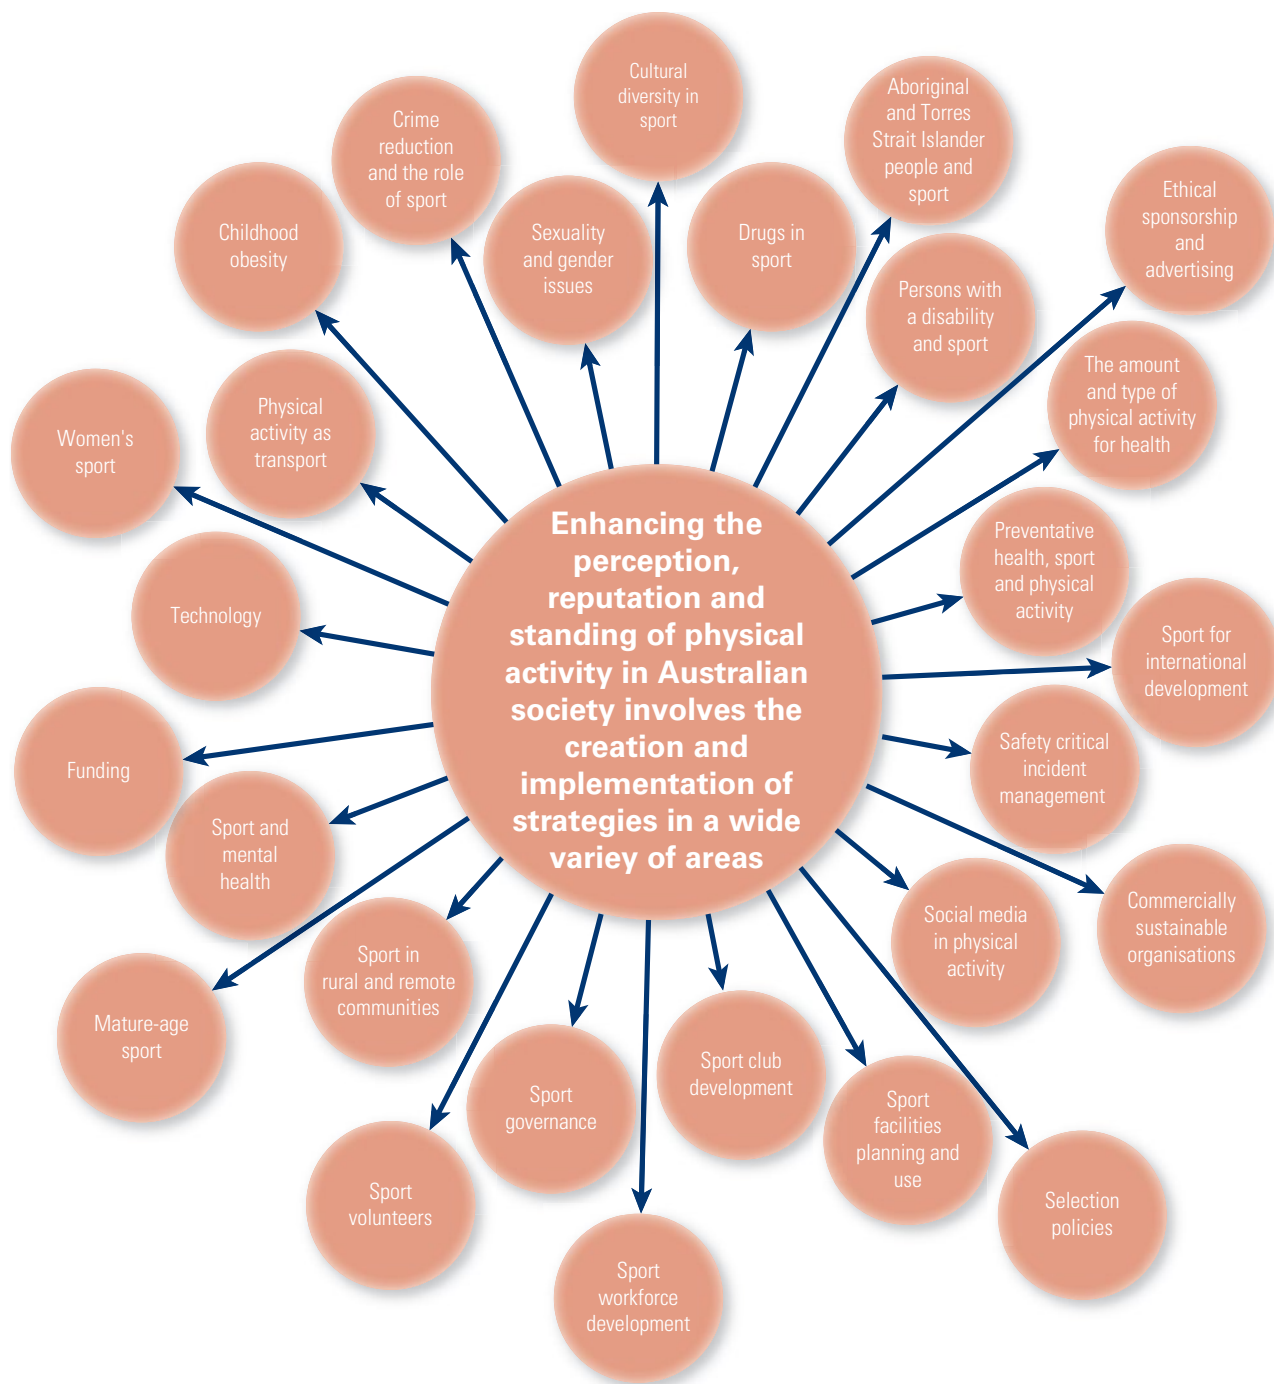 Cultural
diversity in
sport
Aboriginal
and Torres
Strait Islander
people and
sport
Crime
reduction
and the role
of sport
Ethical
sponsorship
and
advertising
Childhood
obesity
Sexuality
and gender
issues
Drugs in
sport
Persons with
a disability
and sport
The amount
and type of
physical activity
for health
Women's
sport
Physical
activity as
transport
Enhancing the
perception,
reputation and
standing of physical
activity in Australian
society involves the
creation and
implementation of
strategies in a wide
variey of areas
Preventative
health, sport
and physical
activity
Technology
Sport for
international
development
Funding
Safety critical
incident
management
Sport and
mental
health
Social media
in physical
activity
Commercially
sustainable
organisations
Mature-age
sport
Sport in
rural and remote
communities
Sport
governance
Sport club
development
Sport
facilities
planning and
use
Sport
volunteers
Selection
policies
Sport
workforce
development